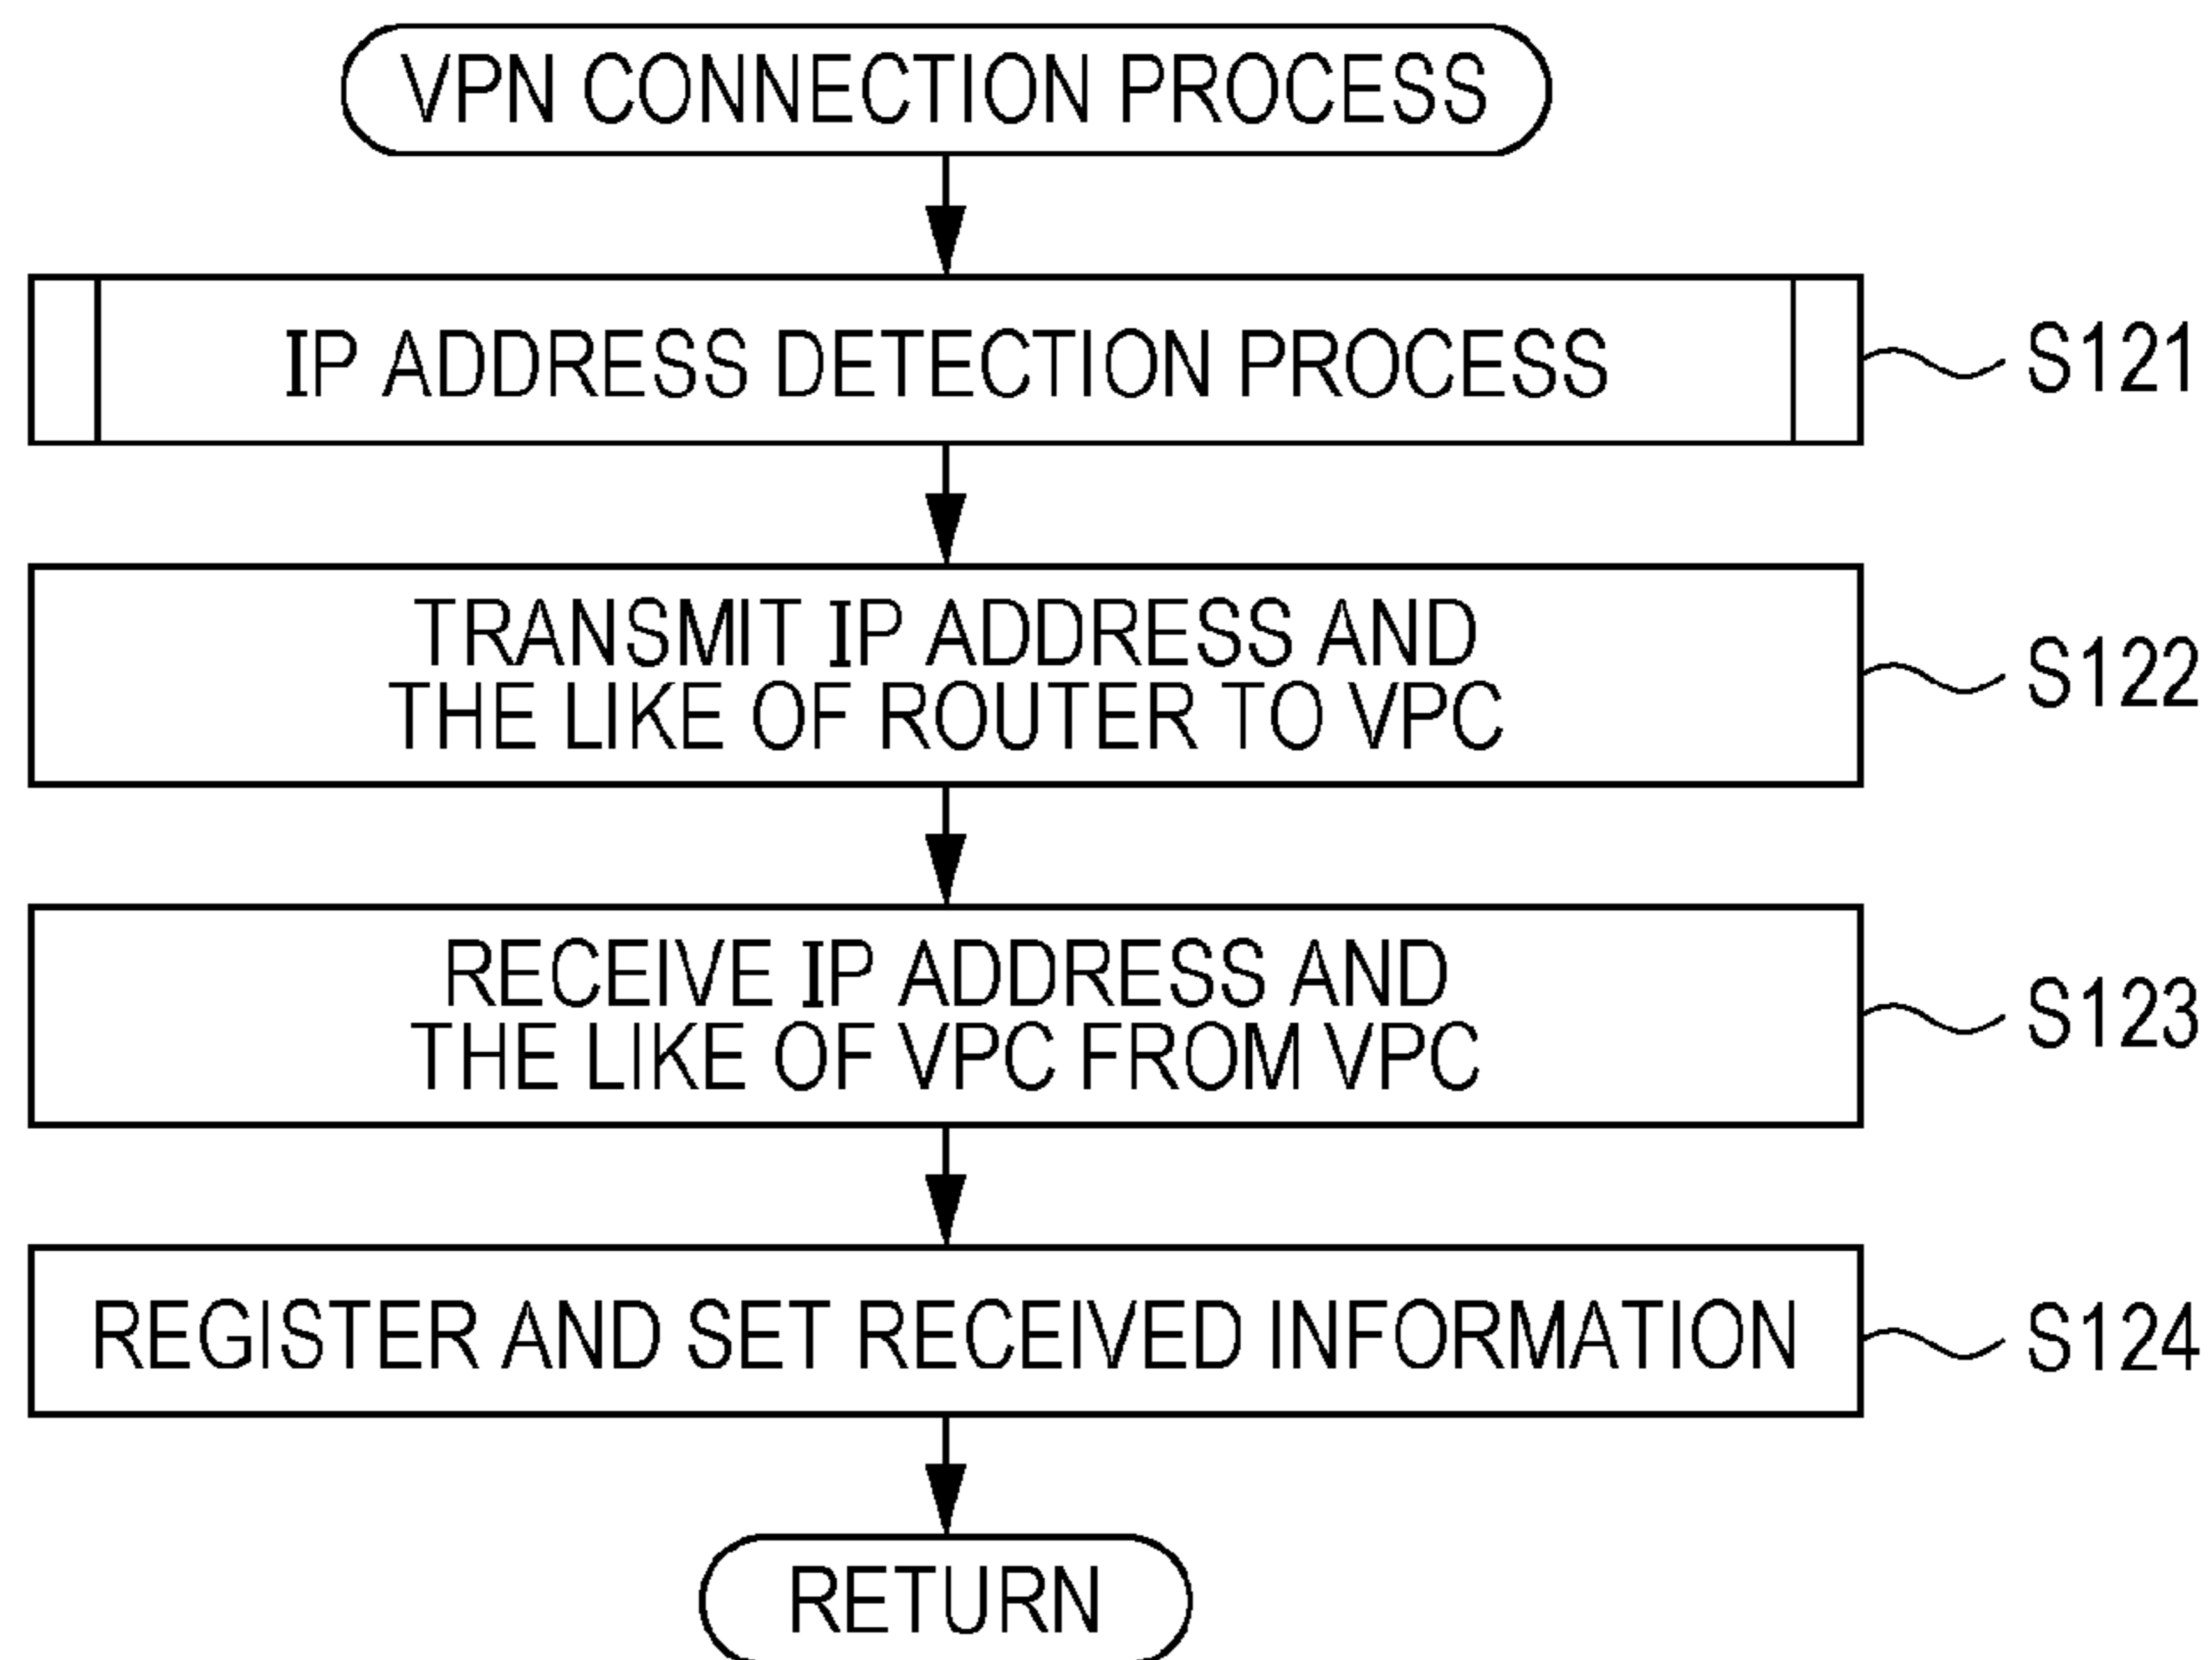 VPN CONNECTION PROCESS
IP ADDRESS DETECTION PROCESS
S121
TRANSMIT IP ADDRESS AND
THE LIKE OF ROUTER TO VPC
S122
RECEIVE IP ADDRESS AND
THE LIKE OF VPC FROM VPC
S123
REGISTER AND SET RECEIVED INFORMATION
S124
RETURN